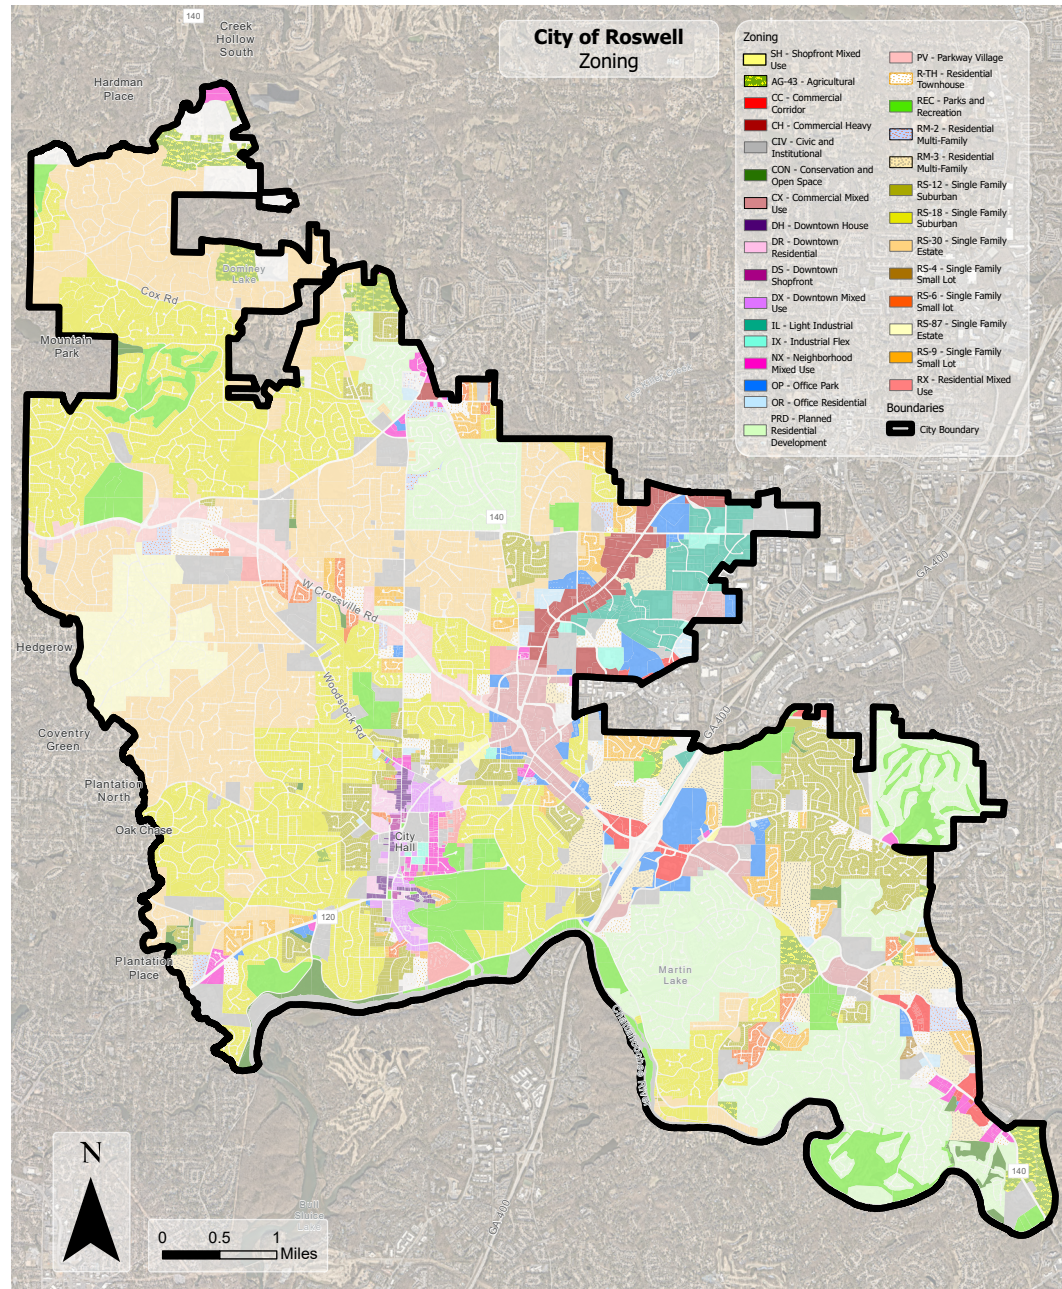 City of Roswell
Zoning
Zoning
SH - Shopfront Mixed
Use
AG-43 - Agricultural
CC - Commercial
Corridor
CH - Commercial Heavy
CIV - Civic and
Institutional
CON - Conservation and
Open Space
CX - Commercial Mixed
Use
DH - Downtown House
DR - Downtown
Residential
DS - Downtown
Shopfront
DX - Downtown Mixed
Use
IL - Light Industrial
IX - Industrial Flex
NX - Neighborhood
Mixed Use
OP - Office Park
OR - Office Residential
PRD - Planned
Residential
Development
PV - Parkway Village
R-TH - Residential
Townhouse
REC - Parks and
Recreation
RM-2 - Residential
Multi-Family
RM-3 - Residential
Multi-Family
RS-12 - Single Family
Suburban
RS-18 - Single Family
Suburban
RS-30 - Single Family
Estate
RS-4 - Single Family
Small Lot
RS-6 - Single Family
Small lot
RS-87 - Single Family
Estate
RS-9 - Single Family
Small Lot
RX - Residential Mixed
Use
Boundaries
City Boundary
140
Creek
Hollow
South
Hardman
Place
Dominey
Lake
Cox Rd
Mountain
Park
140
W Crossville Rd
GA 400
Hedgerow
Woodstock Rd
Coventry
Green
GA 400
Plantation
North
Oak Chase
City
Hall
120
Plantation
Place
Martin
Lake
Chattahoochee River
140
Bull
Sluice
Lake
GA 400
N
0 0.5 1
Miles